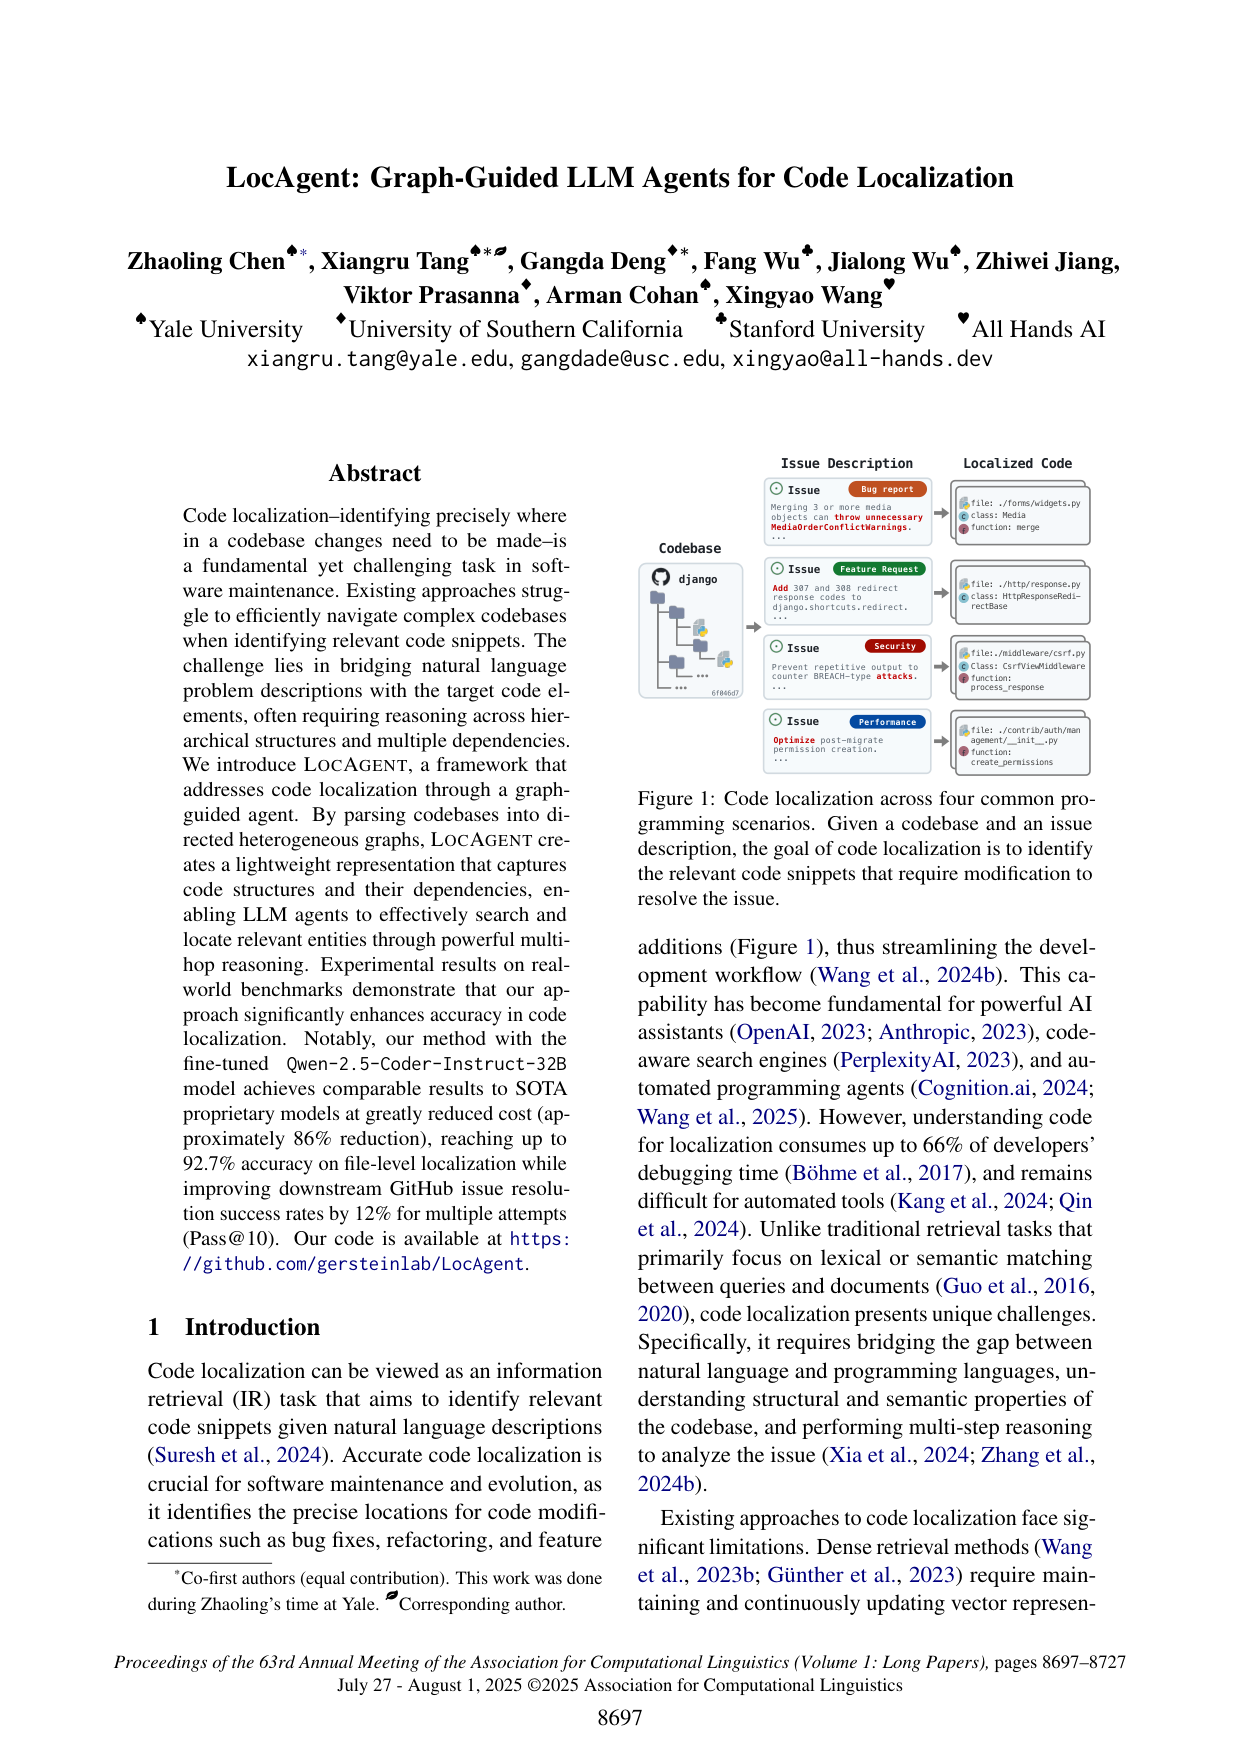 LocAgent: Graph-Guided LLM Agents for Code Localization
Zhaoling Chen♠*, Xiangru Tang♠*, Gangda Deng♦*, Fang Wu♣, Jialong Wu♠, Zhiwei Jiang,
Viktor Prasanna♦, Arman Cohan♠, Xingyao Wang♥
♠Yale University ♦University of Southern California ♣Stanford University ♥All Hands AI
xiangru.tang@yale.edu, gangdade@usc.edu, xingyao@all-hands.dev
Abstract
Code localization–identifying precisely where
in a codebase changes need to be made–is
a fundamental yet challenging task in soft-
ware maintenance. Existing approaches strug-
gle to efficiently navigate complex codebases
when identifying relevant code snippets. The
challenge lies in bridging natural language
problem descriptions with the target code el-
ements, often requiring reasoning across hier-
archical structures and multiple dependencies.
We introduce LOCAGENT, a framework that
addresses code localization through a graph-
guided agent. By parsing codebases into di-
rected heterogeneous graphs, LOCAGENT cre-
ates a lightweight representation that captures
code structures and their dependencies, en-
abling LLM agents to effectively search and
locate relevant entities through powerful multi-
hop reasoning. Experimental results on real-
world benchmarks demonstrate that our ap-
proach significantly enhances accuracy in code
localization. Notably, our method with the
fine-tuned Qwen-2.5-Coder-Instruct-32B
model achieves comparable results to SOTA
proprietary models at greatly reduced cost (ap-
proximately 86% reduction), reaching up to
92.7% accuracy on file-level localization while
improving downstream GitHub issue resolu-
tion success rates by 12% for multiple attempts
(Pass@10). Our code is available at https:
//github.com/gersteinlab/LocAgent.
1 Introduction
Code localization can be viewed as an information
retrieval (IR) task that aims to identify relevant
code snippets given natural language descriptions
(Suresh et al., 2024). Accurate code localization is
crucial for software maintenance and evolution, as
it identifies the precise locations for code modifi-
cations such as bug fixes, refactoring, and feature
*Co-first authors (equal contribution). This work was done
during Zhaoling's time at Yale. Corresponding author.
Codebase
django
...
...
6f046d7
Issue Description
Issue Bug report
Merging 3 or more media
objects can throw unnecessary
MediaOrderConflictWarnings.
...
Issue Feature Request
Add 307 and 308 redirect
response codes to
django.shortcuts.redirect.
...
Issue Security
Prevent repetitive output to
counter BREACH-type attacks.
...
Issue Performance
Optimize post-migrate
permission creation.
...
Localized Code
file: ./forms/widgets.py
C class: Media
f function: merge
file: ./http/response.py
C class: HttpResponseRedi-
rectBase
file:./middleware/csrf.py
C Class: CsrfViewMiddleware
f function:
process_response
file: ./contrib/auth/man
agement/__init__.py
f function:
create_permissions
Figure 1: Code localization across four common pro-
gramming scenarios. Given a codebase and an issue
description, the goal of code localization is to identify
the relevant code snippets that require modification to
resolve the issue.
additions (Figure 1), thus streamlining the devel-
opment workflow (Wang et al., 2024b). This ca-
pability has become fundamental for powerful AI
assistants (OpenAI, 2023; Anthropic, 2023), code-
aware search engines (PerplexityAI, 2023), and au-
tomated programming agents (Cognition.ai, 2024;
Wang et al., 2025). However, understanding code
for localization consumes up to 66% of developers'
debugging time (Böhme et al., 2017), and remains
difficult for automated tools (Kang et al., 2024; Qin
et al., 2024). Unlike traditional retrieval tasks that
primarily focus on lexical or semantic matching
between queries and documents (Guo et al., 2016,
2020), code localization presents unique challenges.
Specifically, it requires bridging the gap between
natural language and programming languages, un-
derstanding structural and semantic properties of
the codebase, and performing multi-step reasoning
to analyze the issue (Xia et al., 2024; Zhang et al.,
2024b).
Existing approaches to code localization face sig-
nificant limitations. Dense retrieval methods (Wang
et al., 2023b; Günther et al., 2023) require main-
taining and continuously updating vector represen-
Proceedings of the 63rd Annual Meeting of the Association for Computational Linguistics (Volume 1: Long Papers), pages 8697–8727
July 27 - August 1, 2025 ©2025 Association for Computational Linguistics
8697